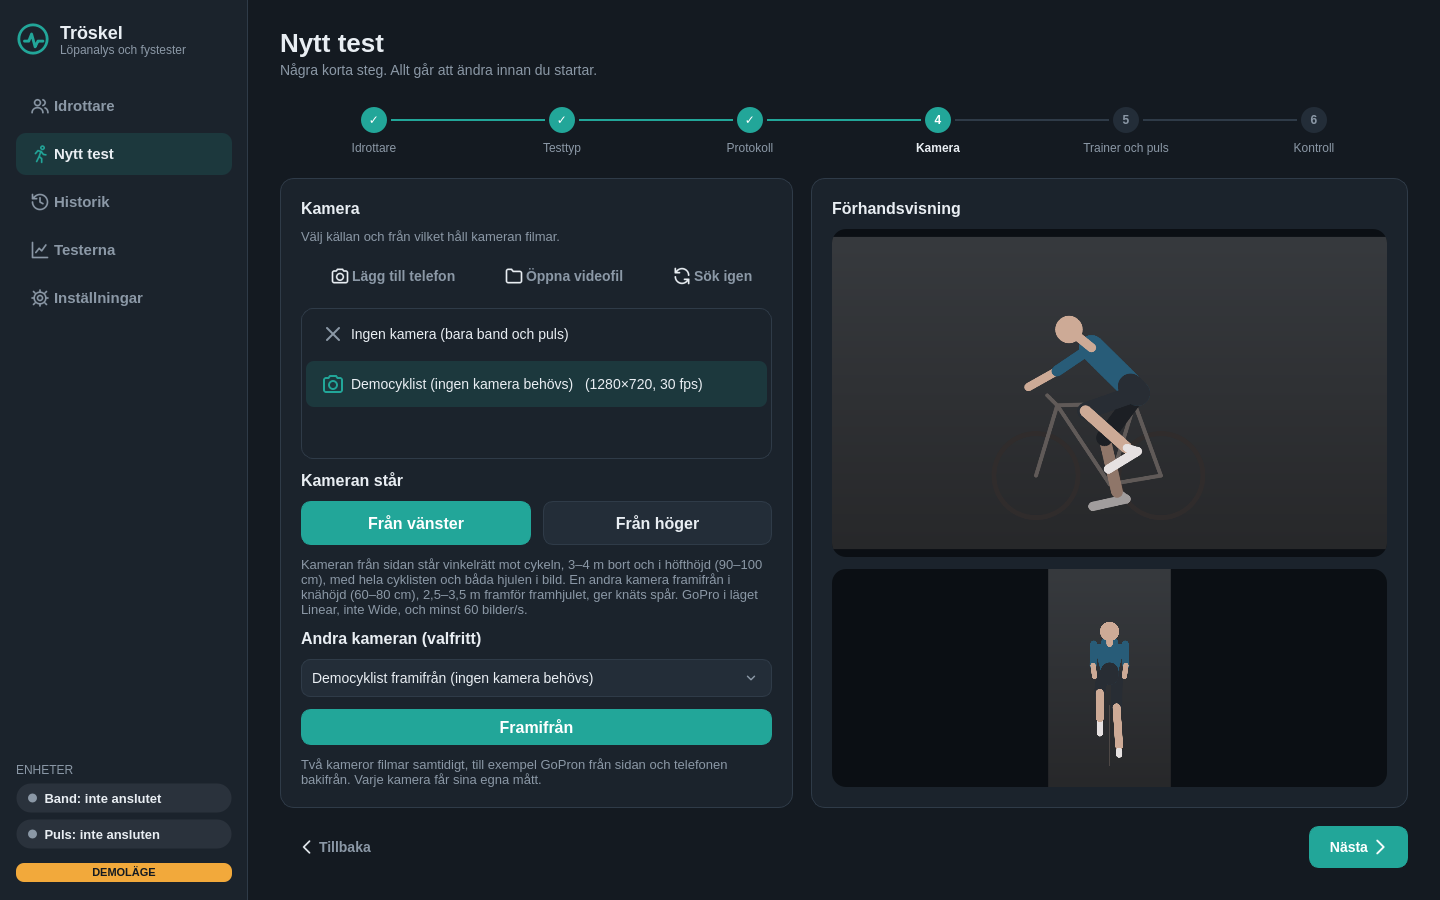 Tröskel
Löpanalys och fystester
Idrottare
Nytt test
Historik
Testerna
Inställningar
ENHETER
Band: inte anslutet
Puls: inte ansluten
DEMOLÄGE
Nytt test
Några korta steg. Allt går att ändra innan du startar.
✓ ✓ ✓ 4 5 6
Idrottare Testtyp Protokoll Kamera Trainer och puls Kontroll
Kamera
Välj källan och från vilket håll kameran filmar.
Lägg till telefon Öppna videofil Sök igen
Ingen kamera (bara band och puls)
Democyklist (ingen kamera behövs) (1280×720, 30 fps)
Kameran står
Från vänster Från höger
Kameran från sidan står vinkelrätt mot cykeln, 3–4 m bort och i höfthöjd (90–100
cm), med hela cyklisten och båda hjulen i bild. En andra kamera framifrån i
knähöjd (60–80 cm), 2,5–3,5 m framför framhjulet, ger knäts spår. GoPro i läget
Linear, inte Wide, och minst 60 bilder/s.
Andra kameran (valfritt)
Democyklist framifrån (ingen kamera behövs)
Framifrån
Två kameror filmar samtidigt, till exempel GoPron från sidan och telefonen
bakifrån. Varje kamera får sina egna mått.
Förhandsvisning
Tillbaka
Nästa